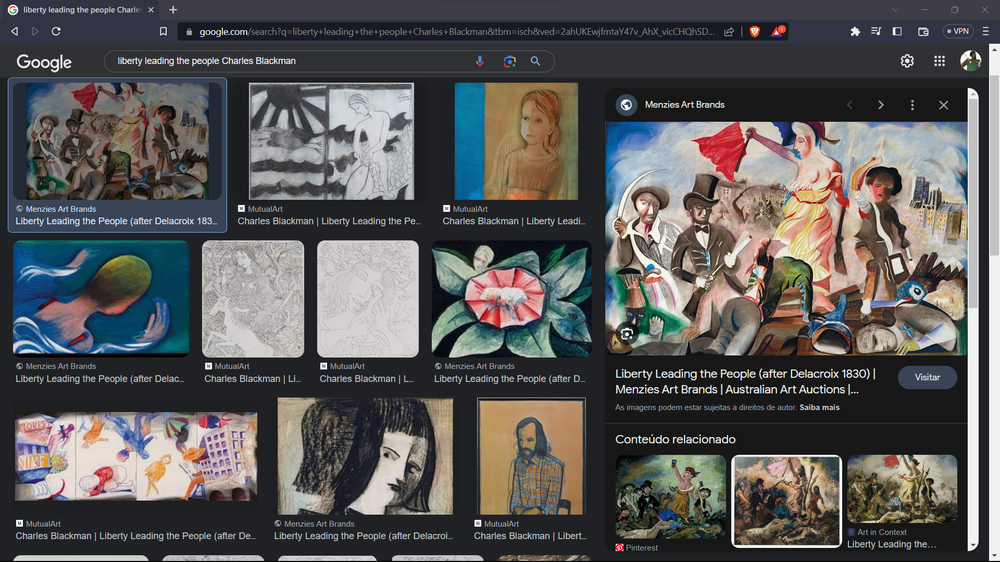 liberty leading the people Charles
google.com/search?q=liberty+leading+the+people+Charles+Blackman&tbm=isch&ved=2ahUKEwjfmtaY47v_AhX_vicCHQhSD...
1
VPN
Google
liberty leading the people Charles Blackman
Menzies Art Brands
Liberty Leading the People (after Delacroix 183...
MutualArt
Charles Blackman | Liberty Leading the Pe...
MutualArt
Charles Blackman | Liberty Leadi...
Menzies Art Brands
Liberty Leading the People (after Delac...
MutualArt
Charles Blackman | Li...
MutualArt
Charles Blackman | L...
Menzies Art Brands
Liberty Leading the People (after D...
NIKE
MutualArt
Charles Blackman | Liberty Leading the People (after De...
Menzies Art Brands
Liberty Leading the People (after Delacroi...
MutualArt
Charles Blackman | Libert...
Menzies Art Brands
Liberty Leading the People (after Delacroix 1830) |
Menzies Art Brands | Australian Art Auctions |...
Visitar
As imagens podem estar sujeitas a direitos de autor. Saiba mais
Conteúdo relacionado
Pinterest
Art in Context
Liberty Leading the...